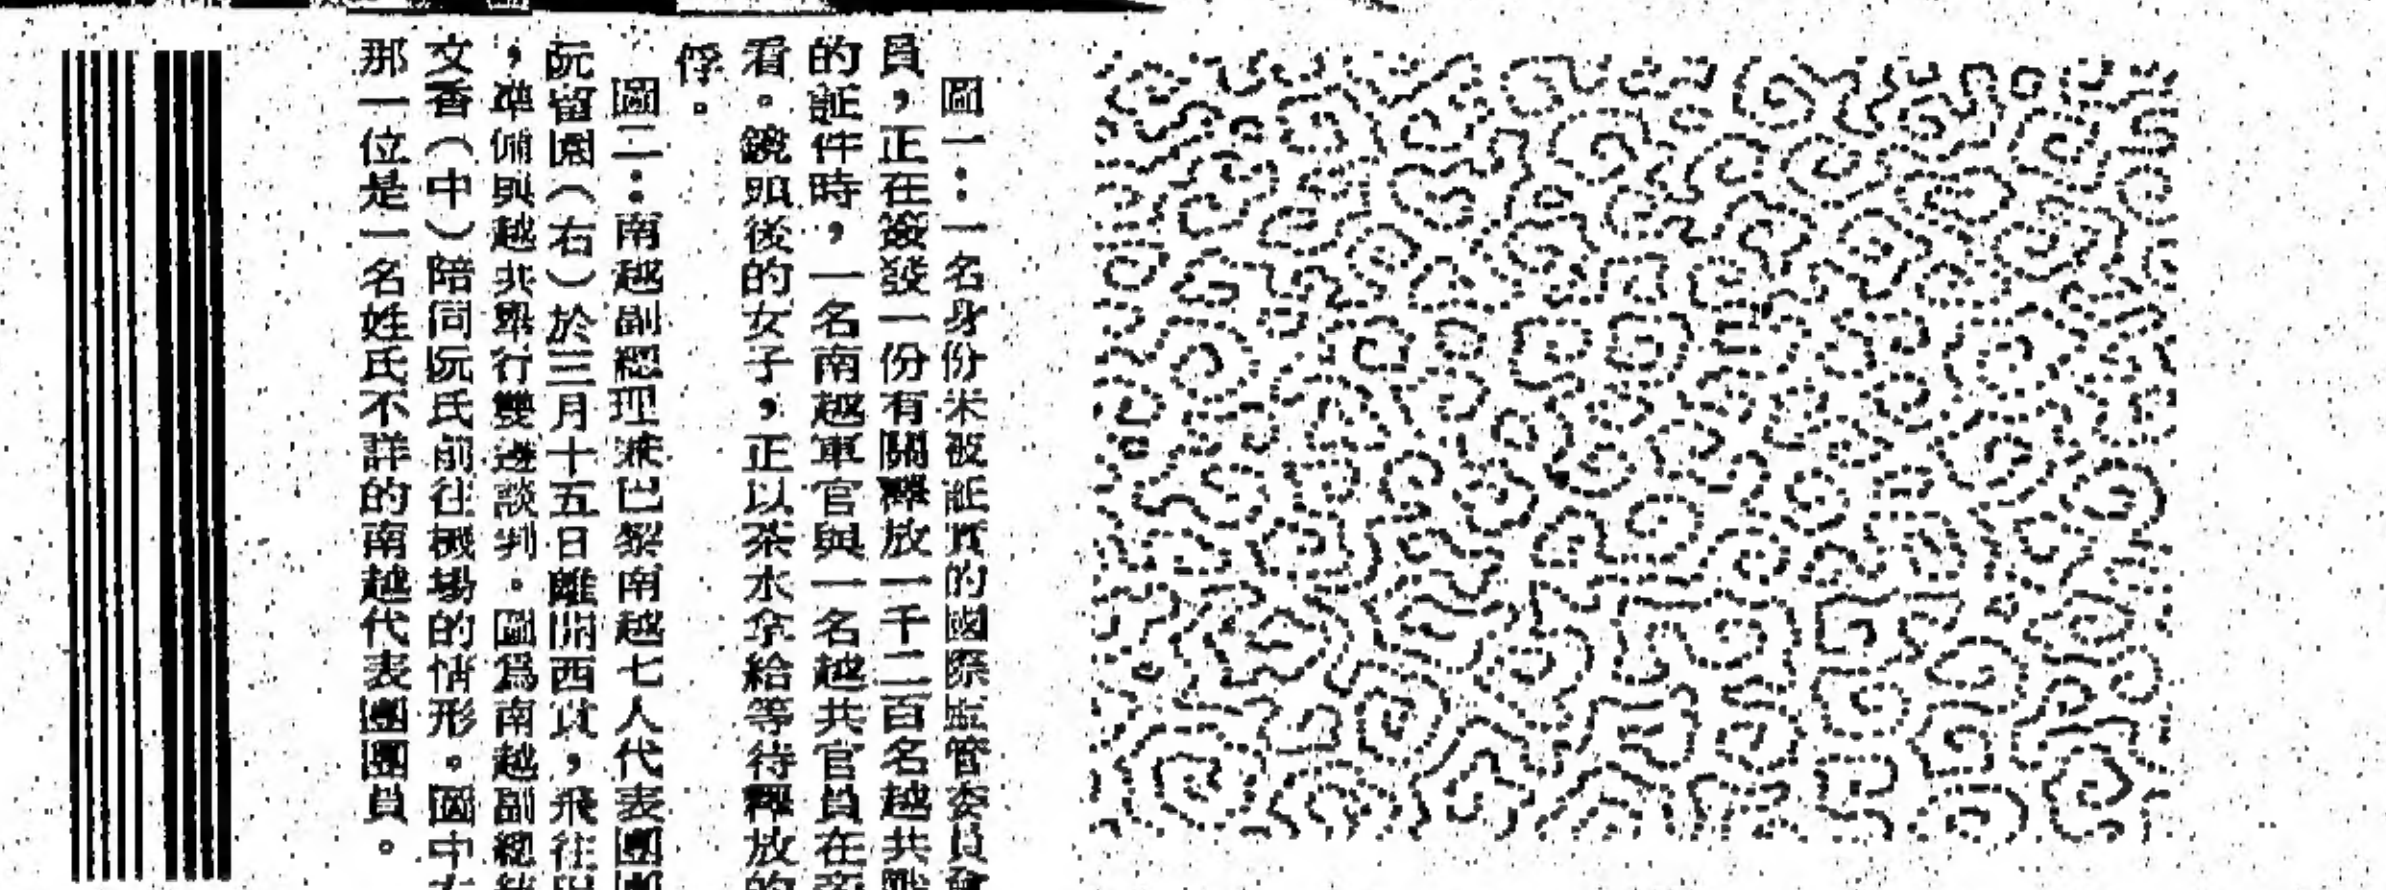 圖一：一名身份未被証實的國際監管委員會
員，正在簽發一份有關釋放一千二百名越共戰
的証件時，一名南越軍官與一名越共官員在旁
看。鏡頭後的女子，正以茶水拿給等待釋放的
俘。
圖二：南越副總理兼巴黎南越七人代表團團
阮留園（右）於三月十五日離開西貢，飛往
，準備與越共舉行雙邊談判。圖爲南越副總統
文香（中）陪同阮氏前往機場的情形。圖中左
那一位是一名姓氏不詳的南越代表團團員。